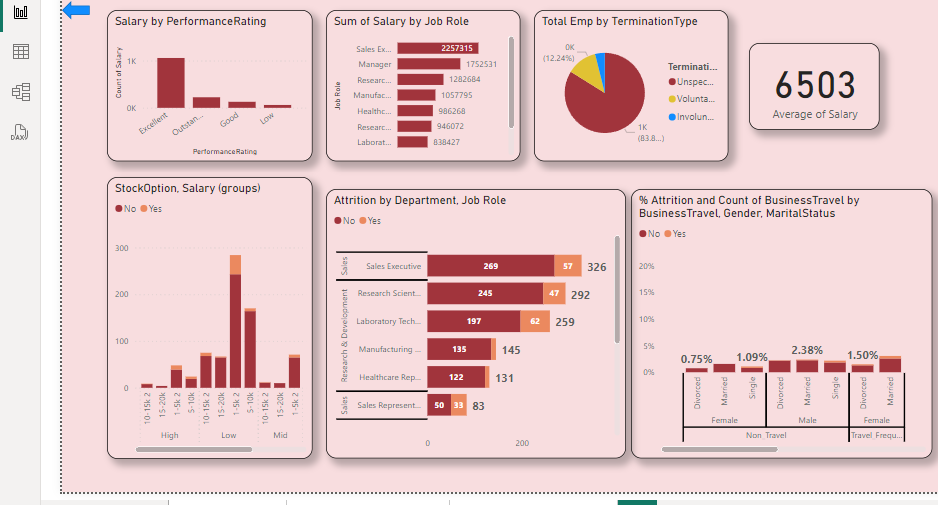 Salary by PerformanceRating
Count of Salary
1K
0K
Excellent
Outstan...
Good
Low
PerformanceRating
Sum of Salary by Job Role
Job Role
Sales Ex... 2257315
Manager 1752531
Researc... 1282684
Manufac... 1057795
Healthc... 986268
Researc... 946072
Laborat... 838427
Total Emp by TerminationType
0K
(12.24%)
1K
(83.8...)
Terminati...
Unspec...
Volunta...
Involun...
6503
Average of Salary
DAX
StockOption, Salary (groups)
No Yes
300
200
100
0
10-15k 2
15-20k
1-5k 2
5-10k
10-15k 2
15-20k
1-5k 2
5-10k
10-15k 2
15-20k
1-5k 2
High Low Mid
Attrition by Department, Job Role
No Yes
Sales
Sales Executive 269 57 326
Research & Development
Research Scient... 245 47 292
Laboratory Tech... 197 62 259
Manufacturing ... 135 145
Healthcare Rep... 122 131
Sales
Sales Represent... 50 33 83
0 200
% Attrition and Count of BusinessTravel by
BusinessTravel, Gender, MaritalStatus
No Yes
20%
15%
10%
5%
0%
0.75% 1.09% 2.38% 1.50%
Divorced
Married
Single
Divorced
Married
Single
Divorced
Married
Female Male Female
Non_Travel Travel_Frequ...